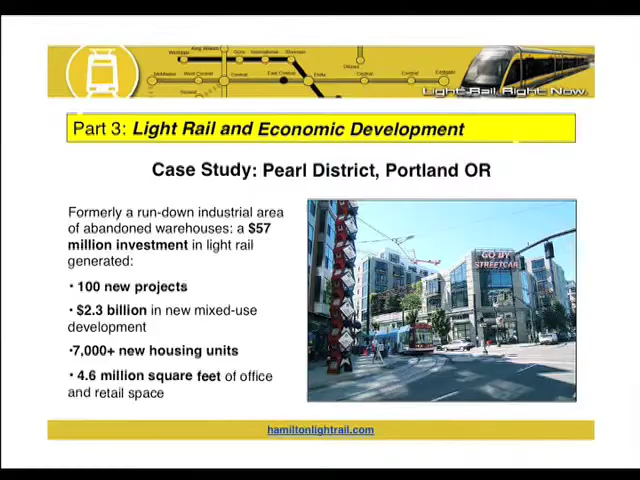 Light Rail. Right Now.
Part 3: Light Rail and Economic Development
Case Study: Pearl District, Portland OR
Formerly a run-down industrial area
of abandoned warehouses: a $57
million investment in light rail
generated:
• 100 new projects
• $2.3 billion in new mixed-use
development
•7,000+ new housing units
• 4.6 million square feet of office
and retail space
GO BY
STREETCAR
hamiltonlightrail.com